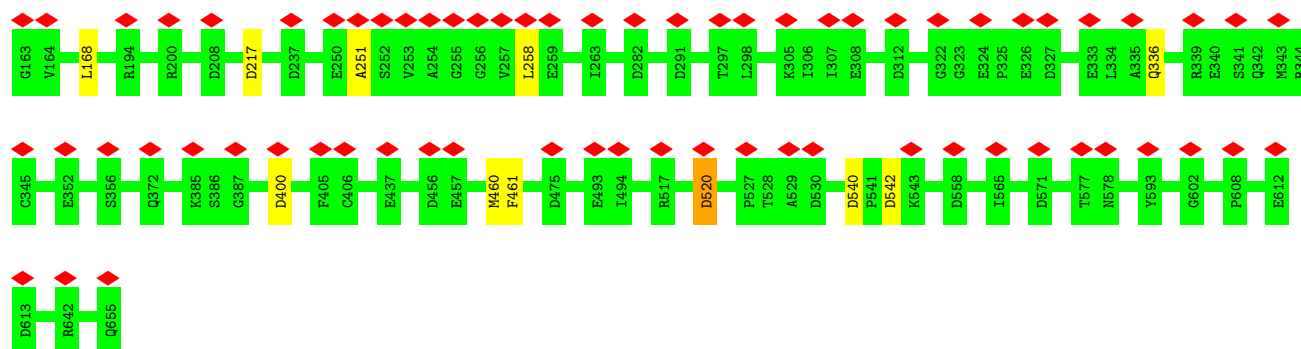 G163 V164 L168 R194 R200 D208 D217 D237 E250 A251 S252 V253 A254 G255 G256 V257 L258 E259 I263 D282 D291 T297 L298 K305 I306 I307 E308 D312 G322 G323 E324 P325 E326 D327 E333 L334 A335 Q336 R339 E340 S341 Q342 M343
C345 E352 S356 Q372 K385 S386 G387 D400 F405 C406 E437 D456 E457 M460 F461 D475 E493 I494 R517 D520 P527 T528 A529 D530 D540 P541 D542 K543 D558 I565 D571 T577 N578 Y593 G602 P608 E612
D613 R642 Q655